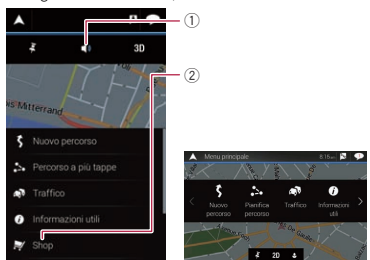 ①
3D
②
is Mitterrand
Nuovo percorso
Percorso a più tappe
Traffico
Informazioni utili
Shop
Menu principale
Nuovo percorso
Pianifica percorso
Traffico
Informazioni utili
2D